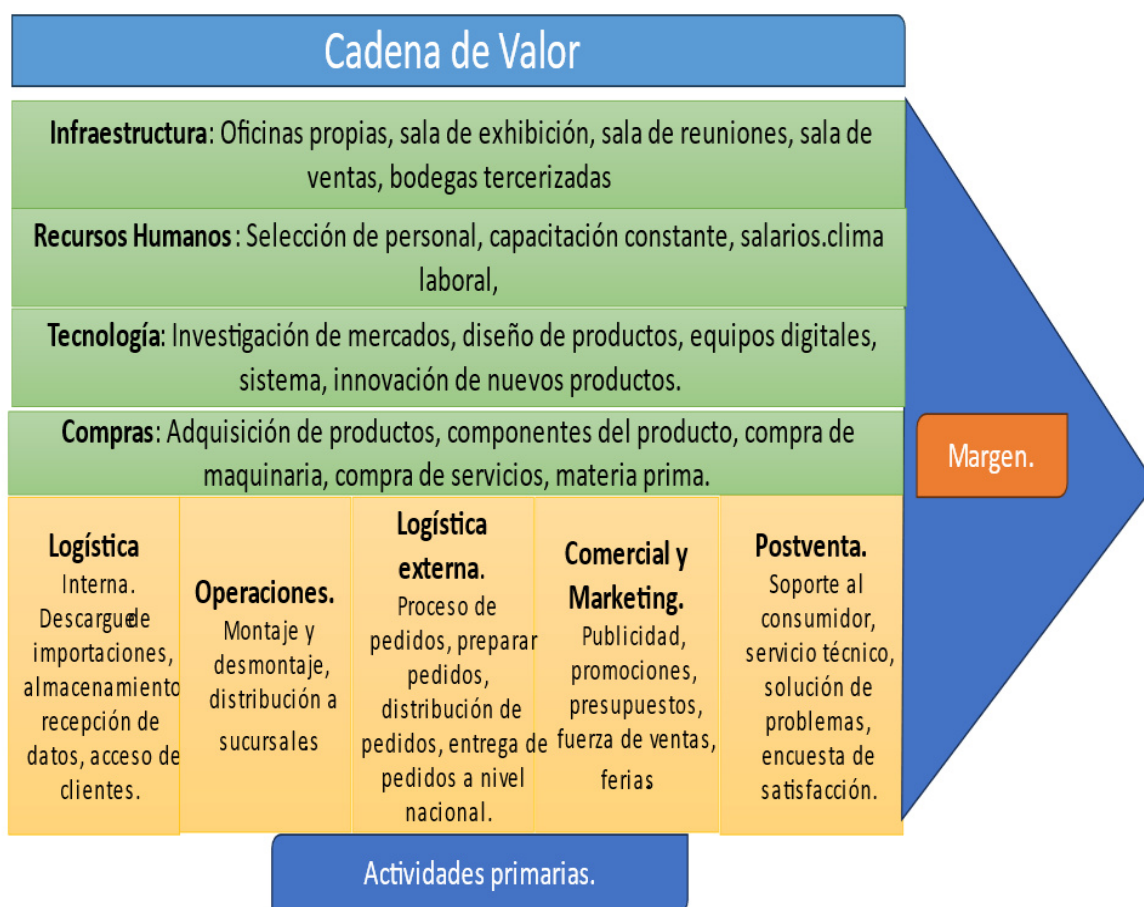 Cadena de Valor
Infraestructura: Oficinas propias, sala de exhibición, sala de reuniones, sala de
ventas, bodegas tercerizadas
Recursos Humanos: Selección de personal, capacitación constante, salarios.clima
laboral,
Tecnología: Investigación de mercados, diseño de productos, equipos digitales,
sistema, innovación de nuevos productos.
Compras: Adquisición de productos, componentes del producto, compra de
maquinaria, compra de servicios, materia prima.
Margen.
Logística
Interna.
Descargue de
importaciones,
almacenamiento
recepción de
datos, acceso de
clientes.
Operaciones.
Montaje y
desmontaje,
distribución a
sucursales
Logística
externa.
Proceso de
pedidos, preparar
pedidos,
distribución de
pedidos, entrega de
pedidos a nivel
nacional.
Comercial y
Marketing.
Publicidad,
promociones,
presupuestos,
fuerza de ventas,
ferias.
Postventa.
Soporte al
consumidor,
servicio técnico,
solución de
problemas,
encuesta de
satisfacción.
Actividades primarias.